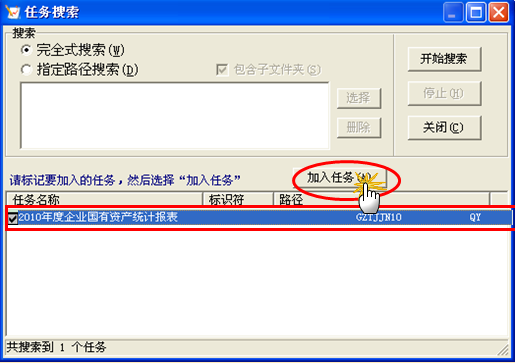 任务搜索
搜索
完全式搜索(W)
指定路径搜索(D)
包含子文件夹(S)
开始搜索
停止(H)
关闭(C)
选择
删除
请标记要加入的任务，然后选择“加入任务”
加入任务
任务名称 标识符 路径
2010年度企业国有资产统计报表 GZTJJN10 QY
共搜索到 1 个任务